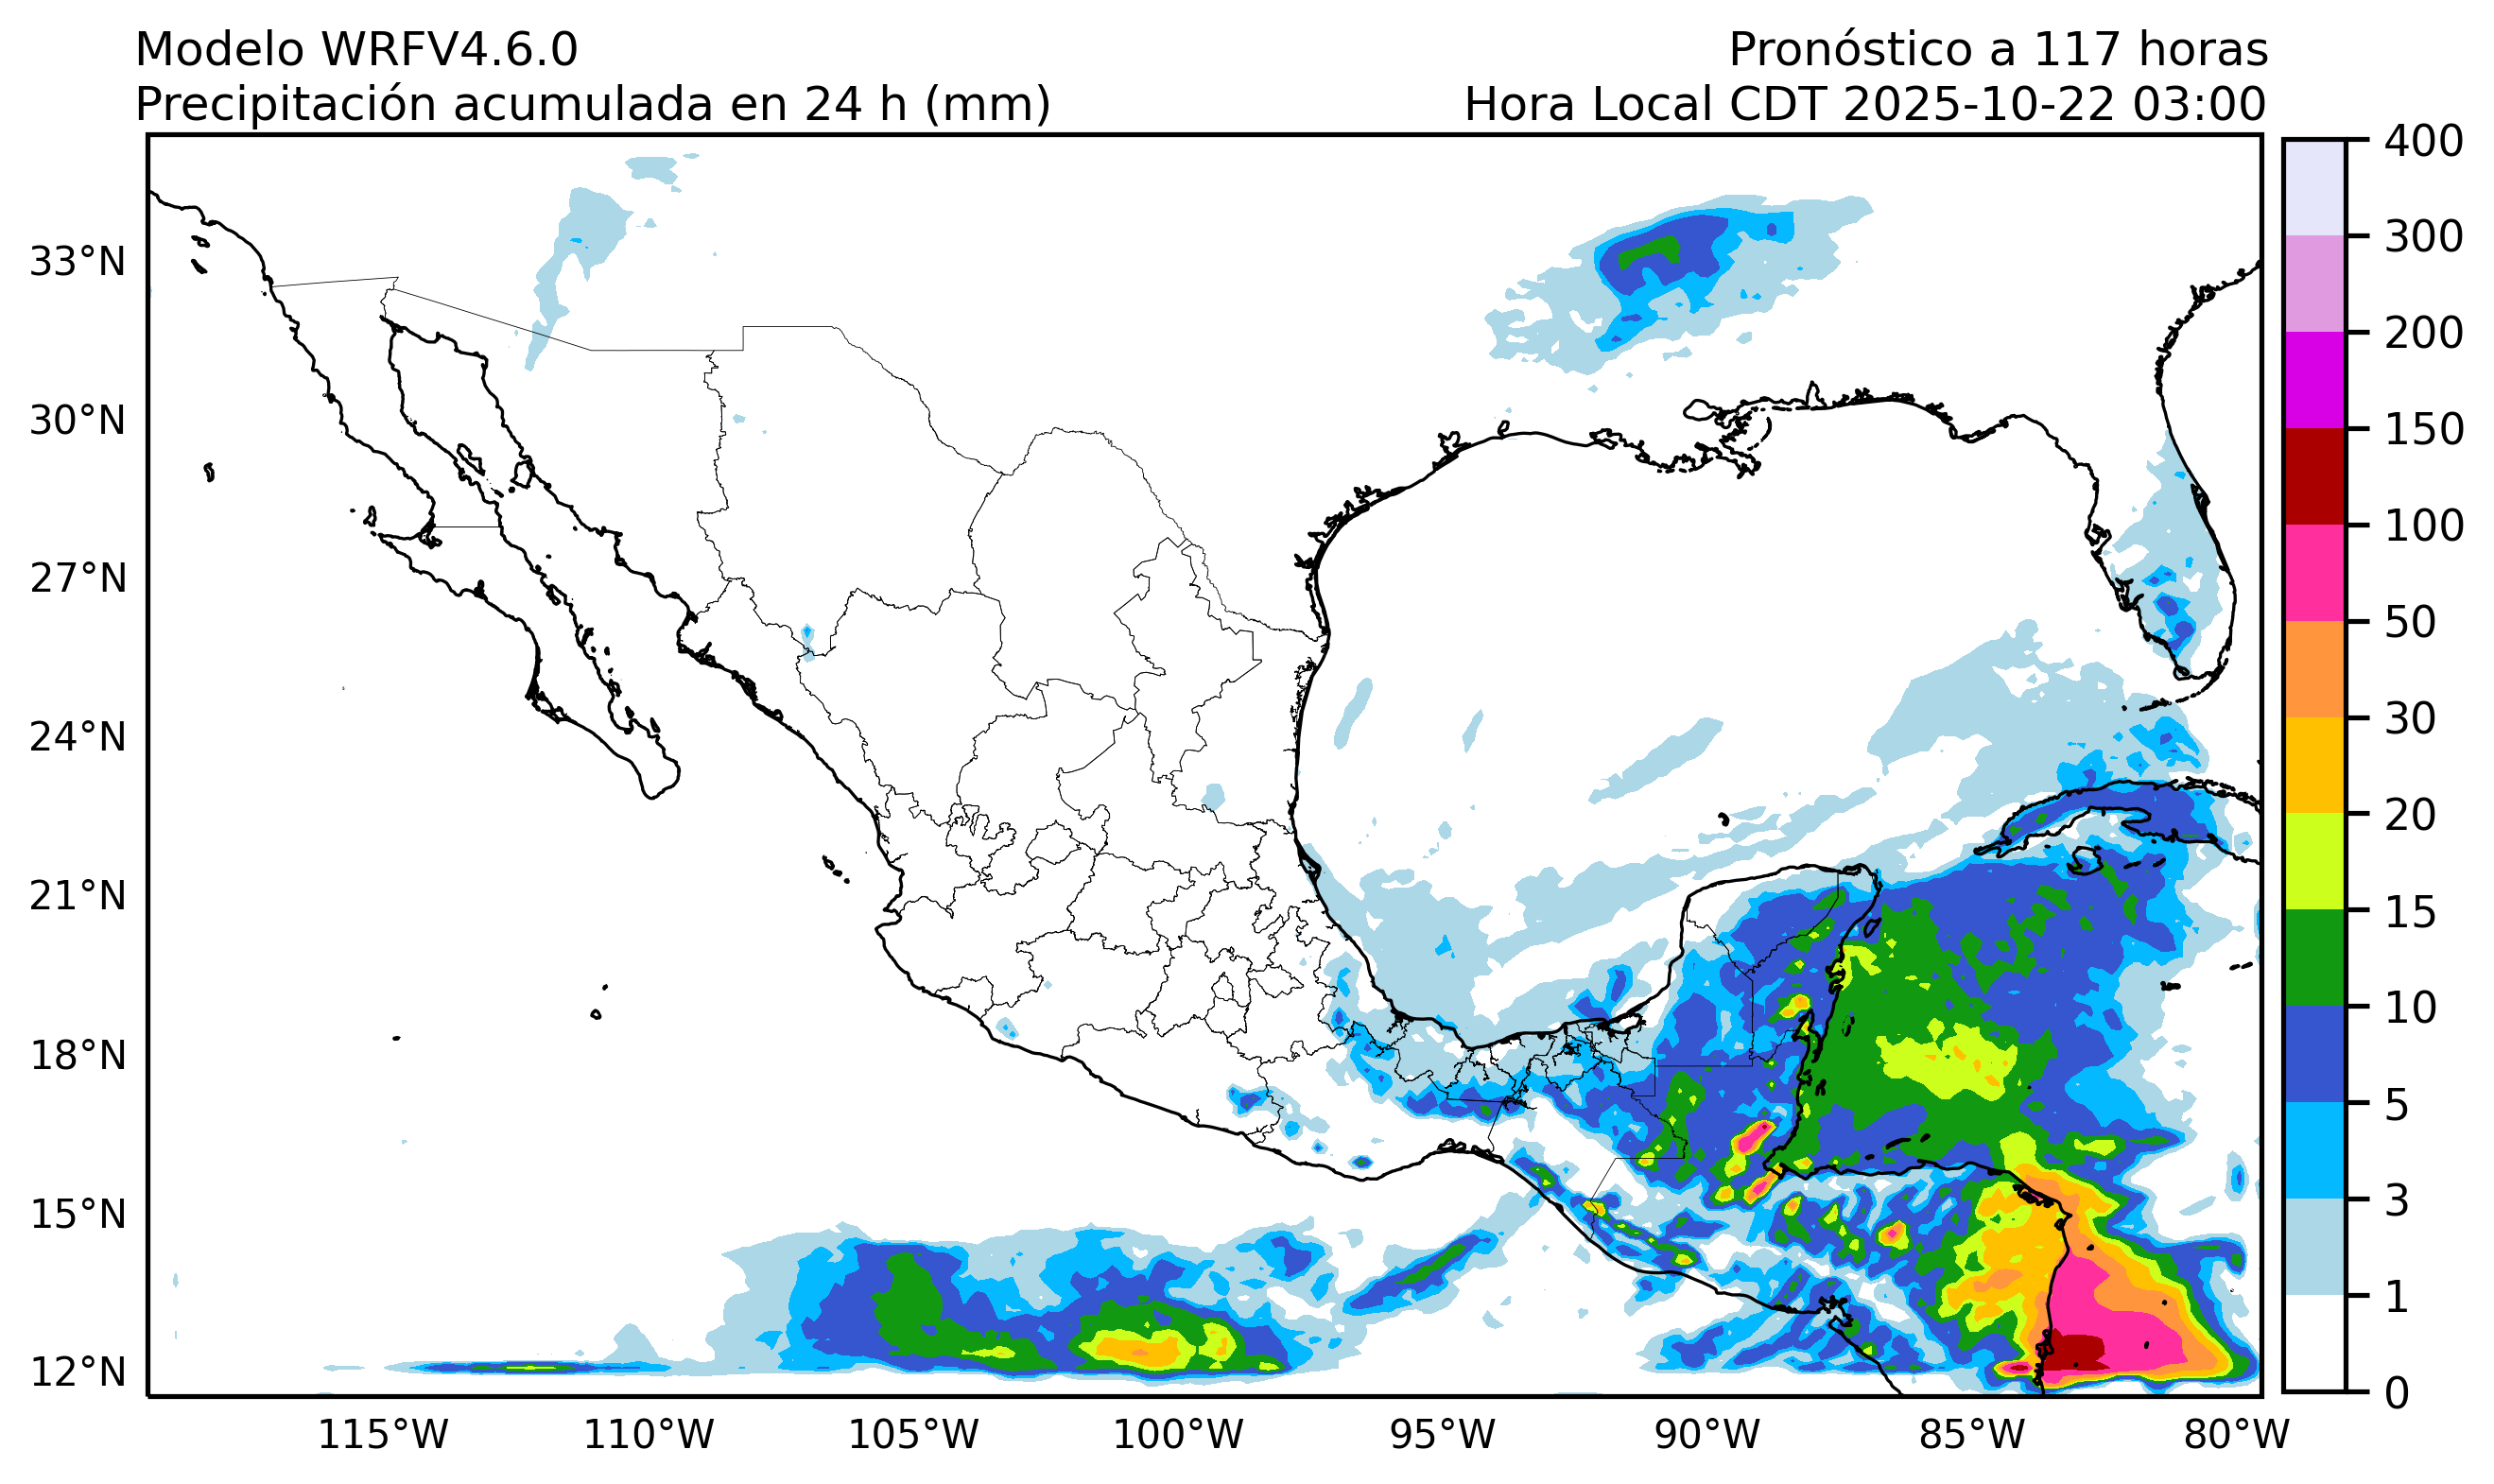 Modelo WRFV4.6.0
Pronóstico a 117 horas
Precipitación acumulada en 24 h (mm)
Hora Local CDT 2025-10-22 03:00
33°N
30°N
27°N
24°N
21°N
18°N
15°N
12°N
115°W
110°W
105°W
100°W
95°W
90°W
85°W
80°W
400
300
200
150
100
50
30
20
15
10
5
3
1
0